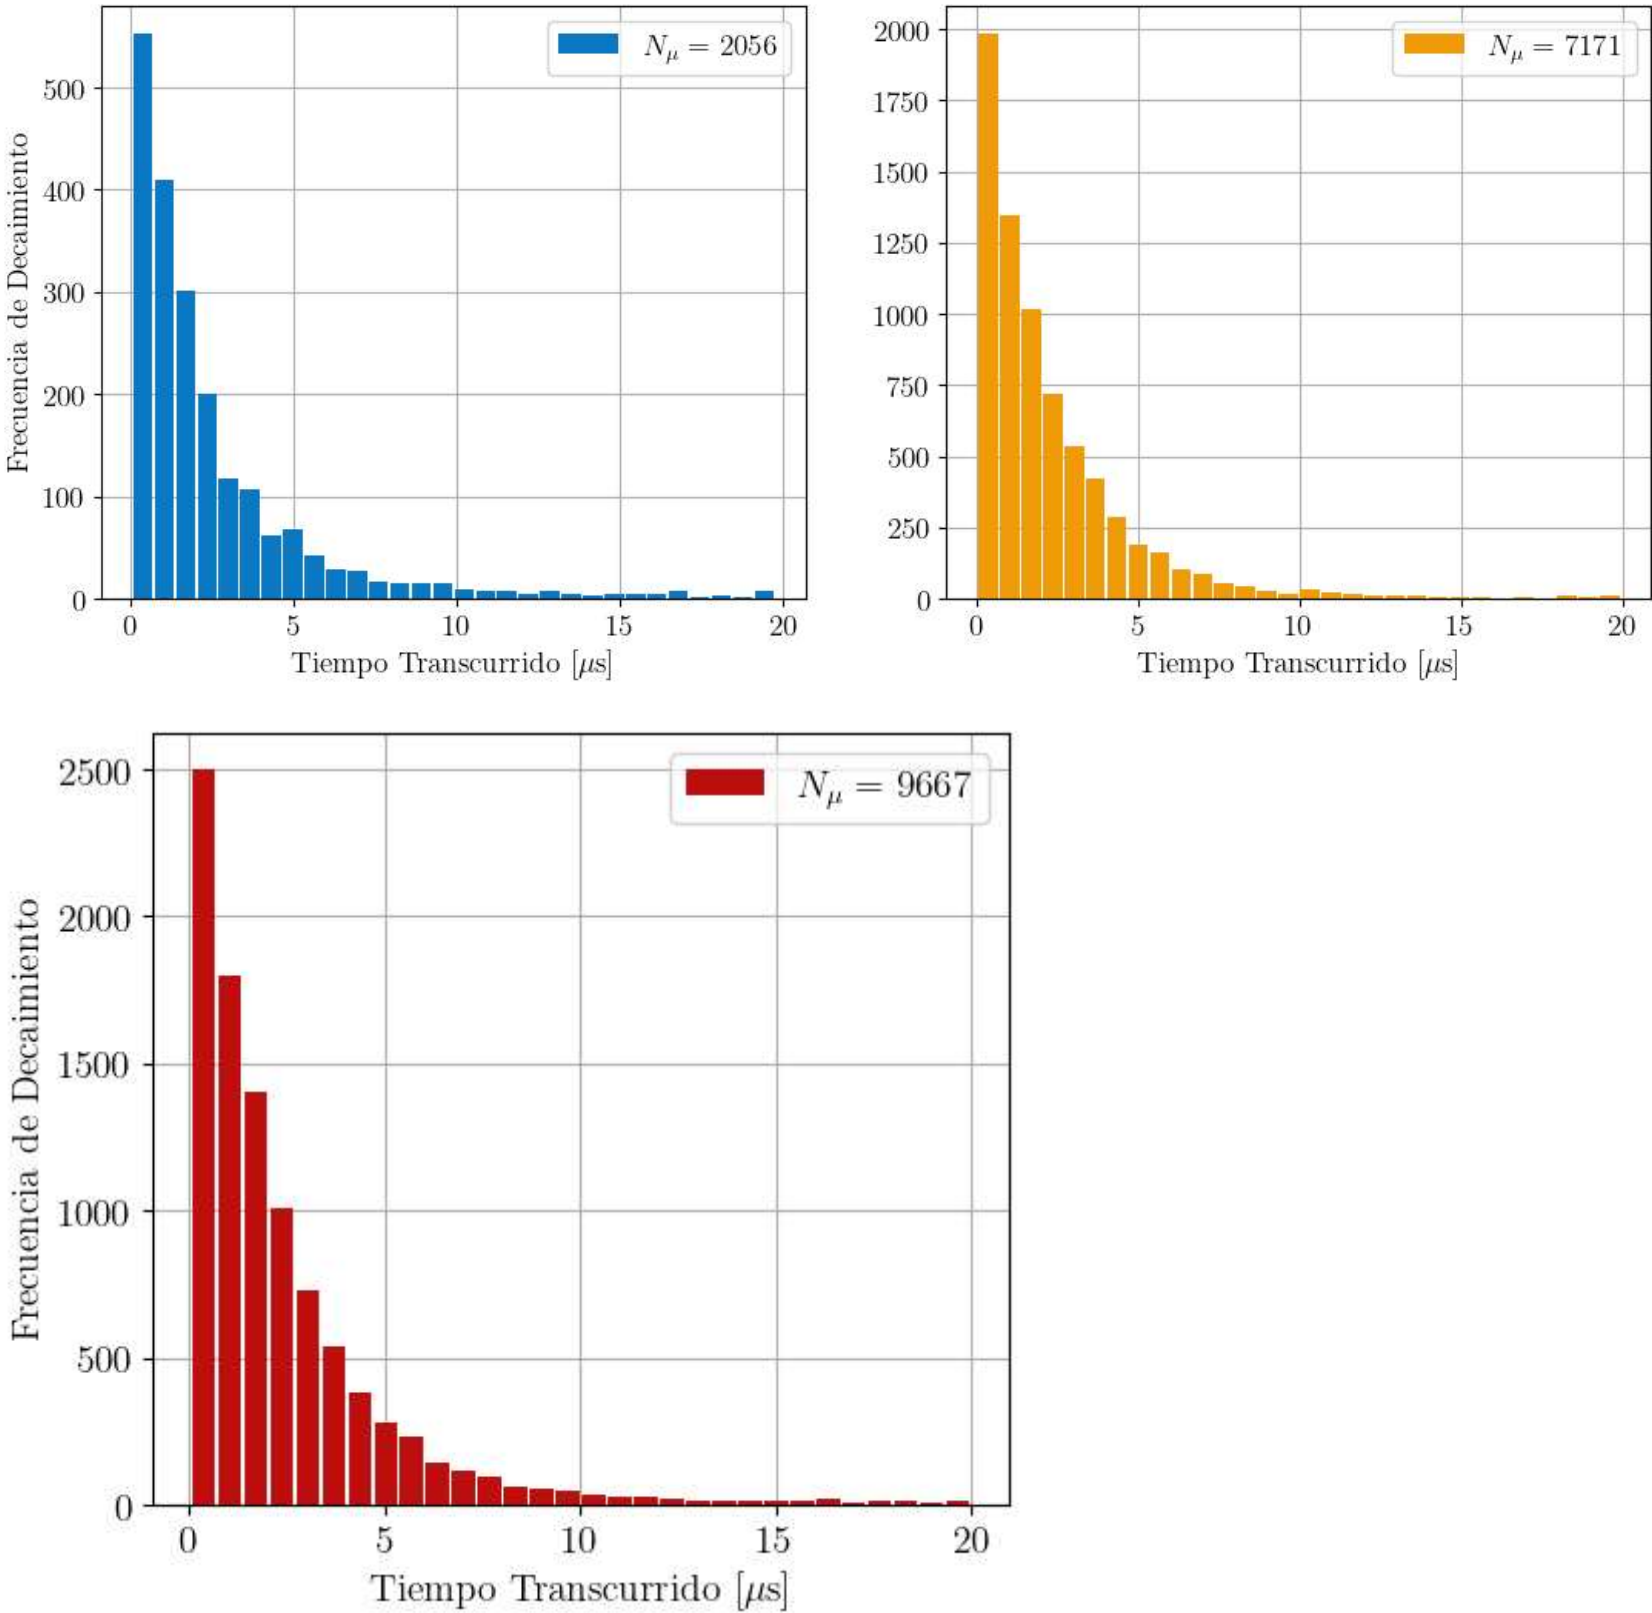 Frecuencia de Decaimiento
500
400
300
200
100
0
0 5 10 15 20
Tiempo Transcurrido [μs]
N_μ = 2056
2000
1750
1500
1250
1000
750
500
250
0
0 5 10 15 20
Tiempo Transcurrido [μs]
N_μ = 7171
Frecuencia de Decaimiento
2500
2000
1500
1000
500
0
0 5 10 15 20
Tiempo Transcurrido [μs]
N_μ = 9667